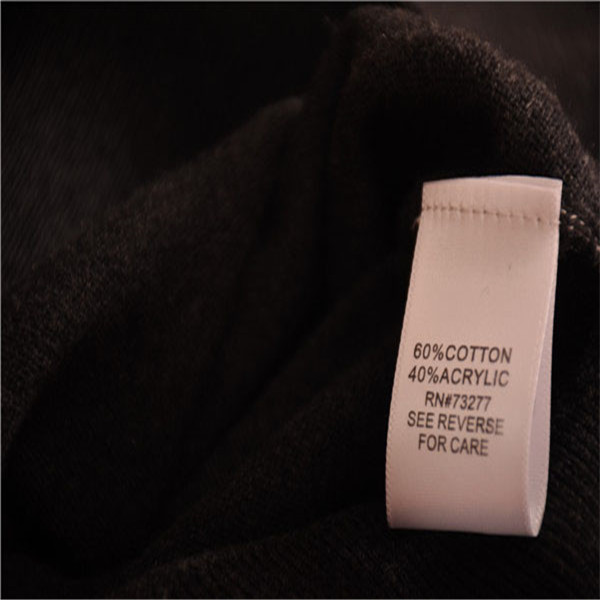 60%COTTON
40%ACRYLIC
RN#73277
SEE REVERSE
FOR CARE